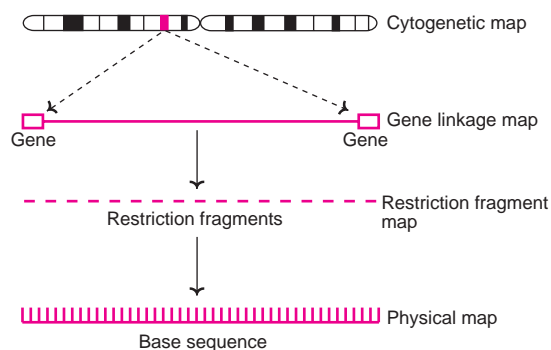 Cytogenetic map
Gene linkage map
Gene
Gene
Restriction fragment
map
Restriction fragments
Physical map
Base sequence